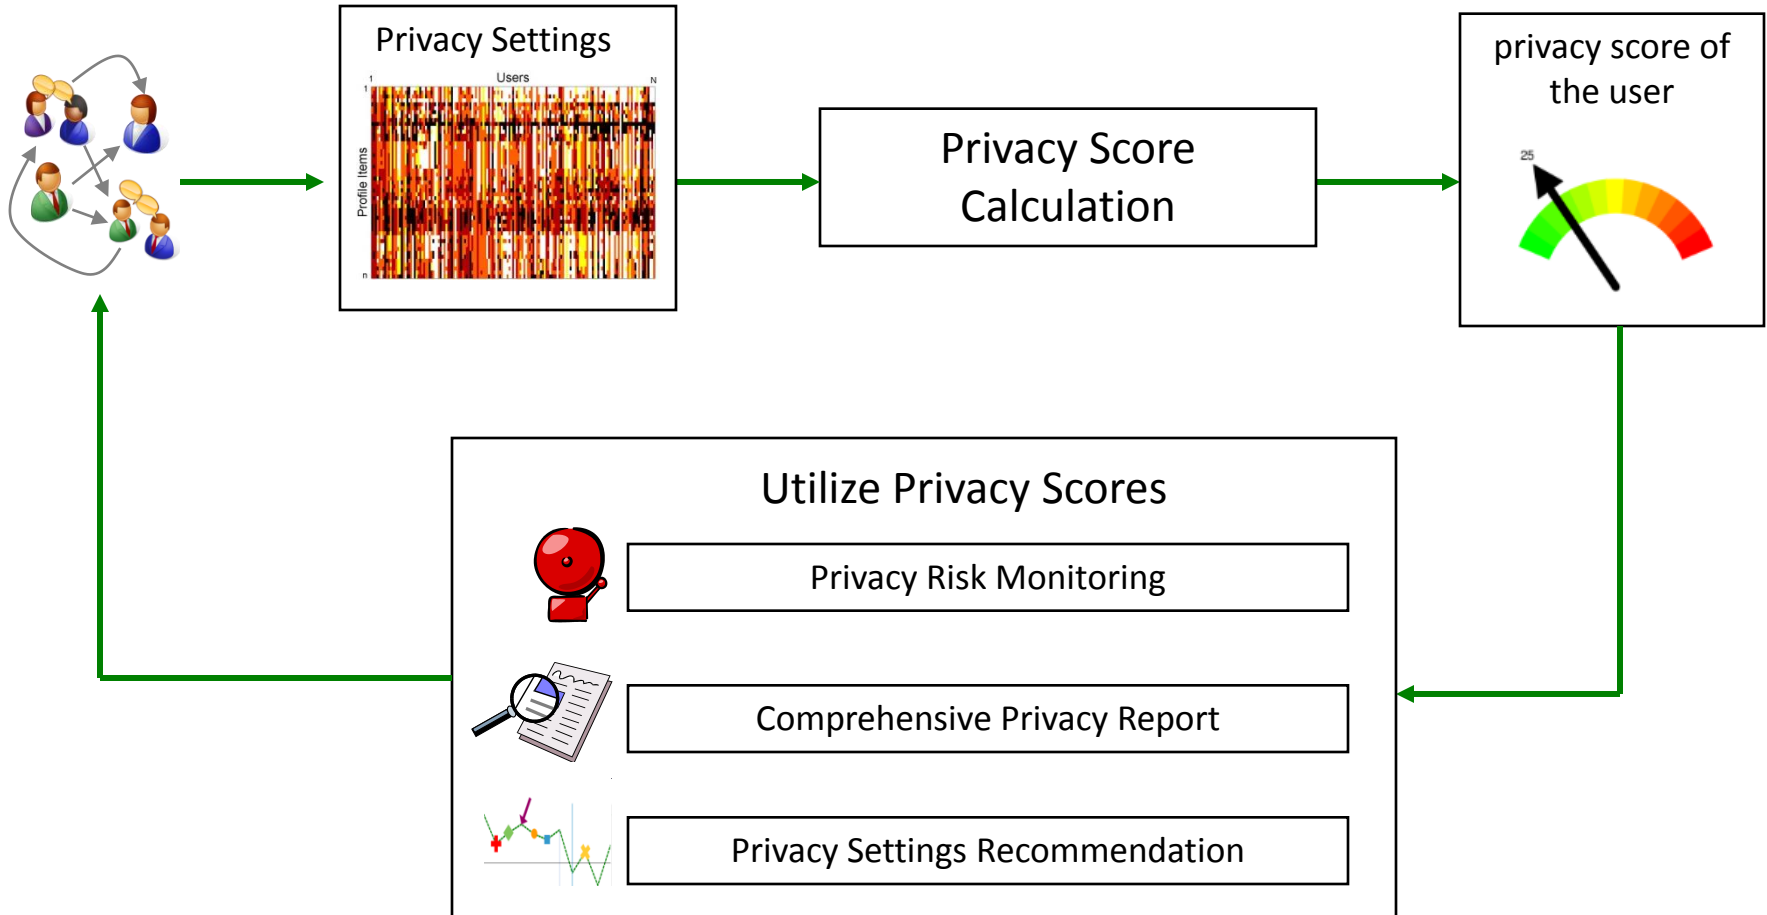 Privacy Settings
1 Users N
1
Profile Items
n
Privacy Score
Calculation
privacy score of
the user
25
Utilize Privacy Scores
Privacy Risk Monitoring
Comprehensive Privacy Report
Privacy Settings Recommendation